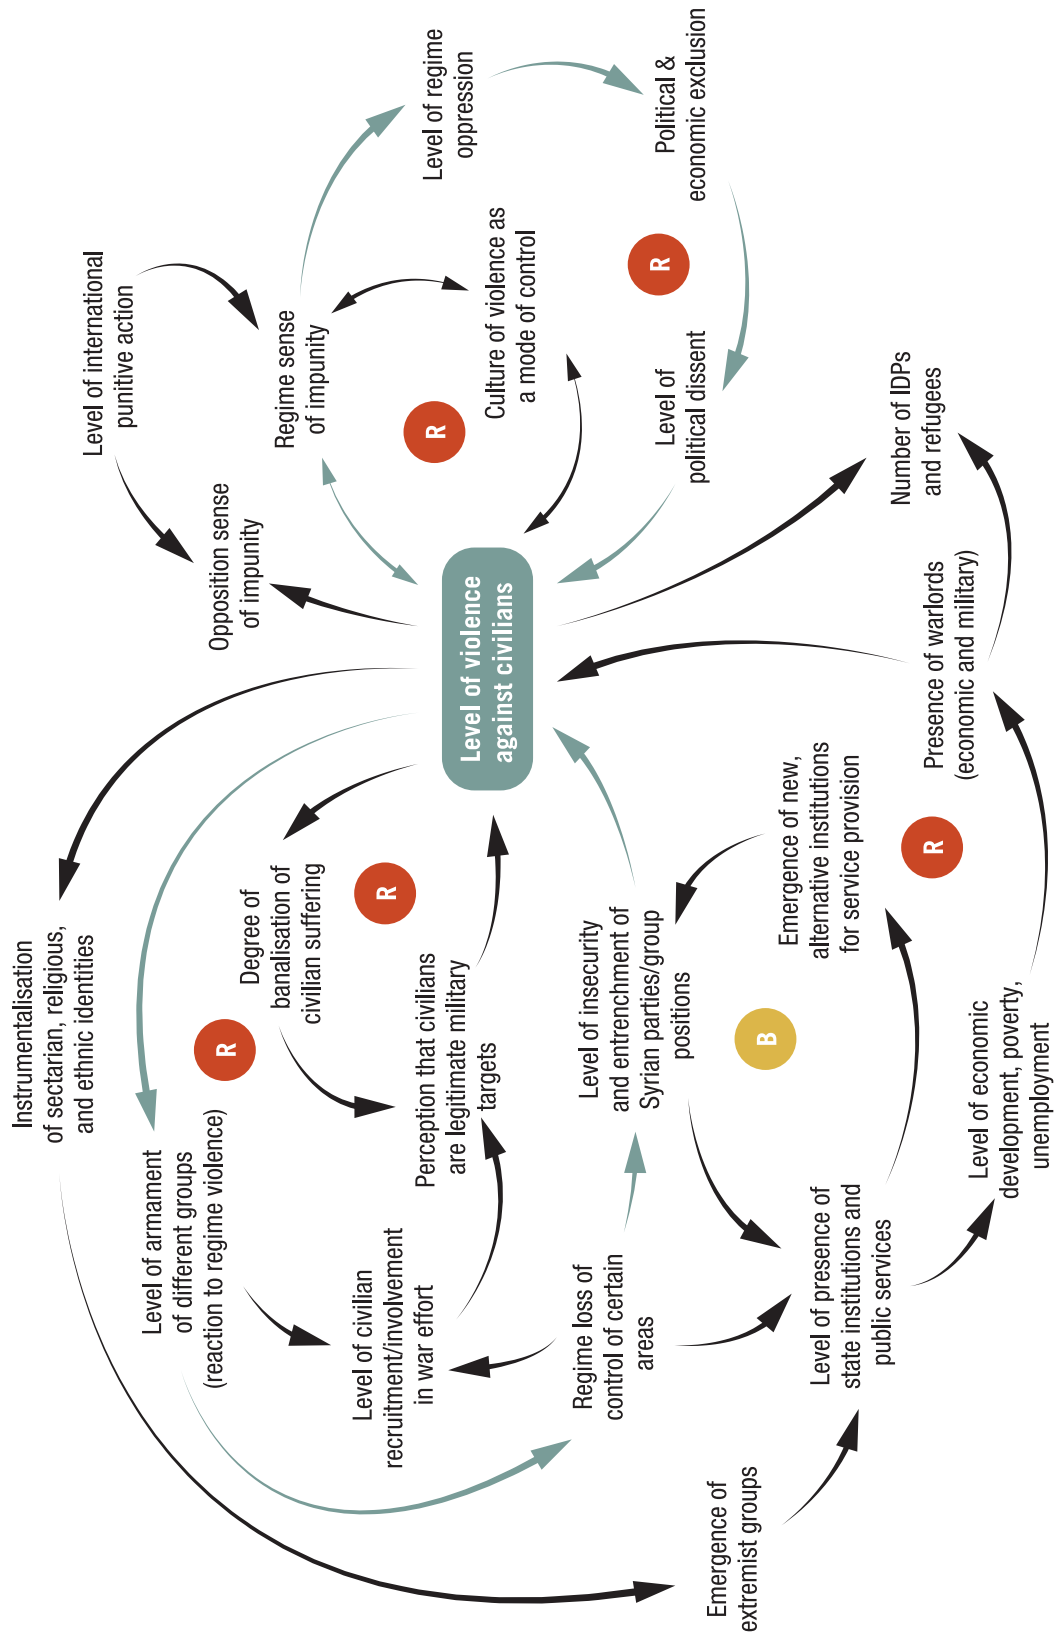 Instrumentalisation
of sectarian, religious,
and ethnic identities
Level of international
punitive action
Level of armament
of different groups
(reaction to regime violence)
R
Degree of
banalisation of
civilian suffering
Opposition sense
of impunity
Regime sense
of impunity
Level of civilian
recruitment/involvement
in war effort
Perception that civilians
are legitimate military
targets
R
R
Level of regime
oppression
Level of violence
against civilians
Culture of violence as
a mode of control
Regime loss of
control of certain
areas
Level of insecurity
and entrenchment of
Syrian parties/group
positions
Level of
political dissent
R
Political &
economic exclusion
Emergence of
extremist groups
B
Level of presence of
state institutions and
public services
Emergence of new,
alternative institutions
for service provision
Number of IDPs
and refugees
R
Presence of warlords
(economic and military)
Level of economic
development, poverty,
unemployment